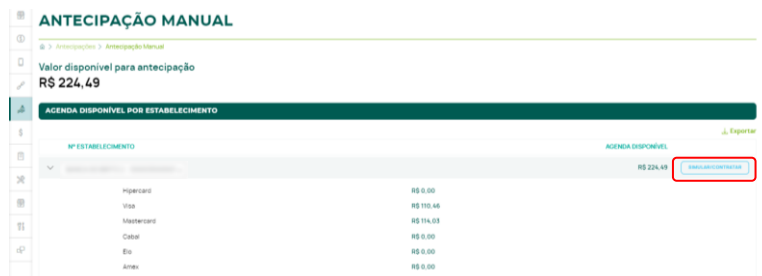 ANTECIPAÇÃO MANUAL
> Antecipações > Antecipação Manual
Valor disponível para antecipação
R$ 224,49
AGENDA DISPONÍVEL POR ESTABELECIMENTO
Exportar
Nº ESTABELECIMENTO AGENDA DISPONÍVEL
R$ 224,49 SIMULAR/CONTRATAR
Hipercard R$ 0,00
Visa R$ 110,46
Mastercard R$ 114,03
Cabal R$ 0,00
Elo R$ 0,00
Amex R$ 0,00